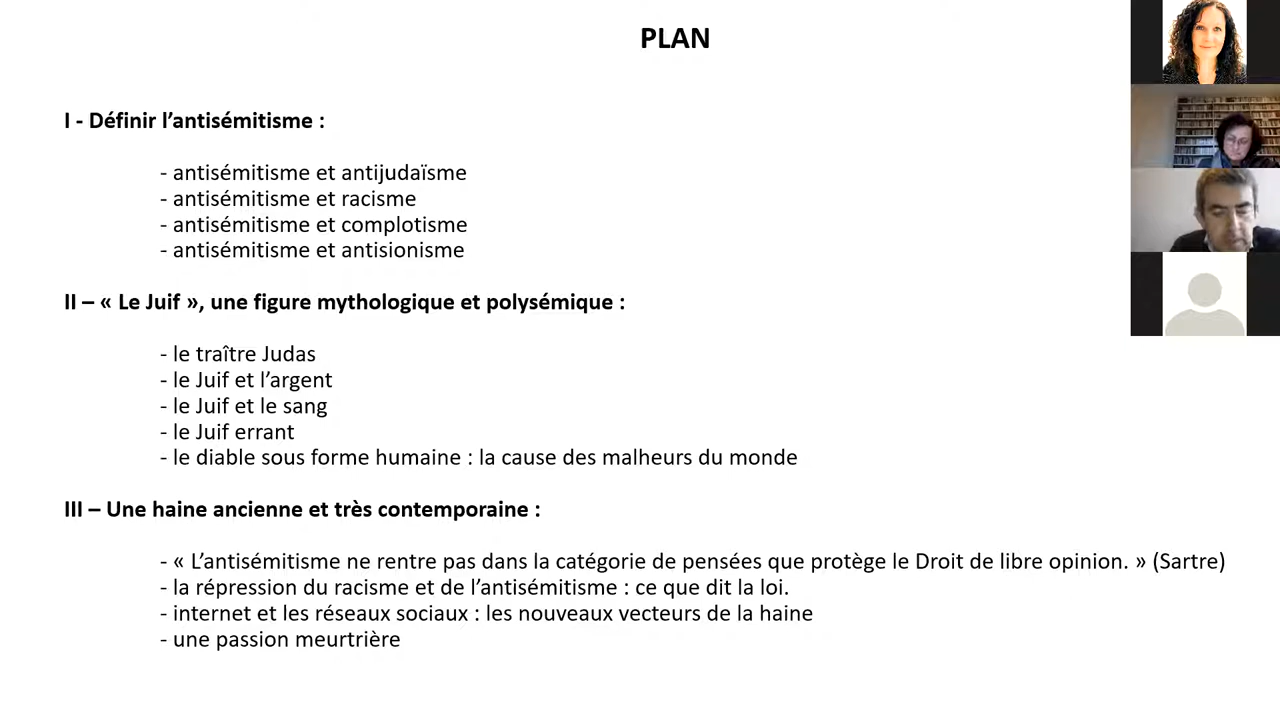 PLAN
I - Définir l’antisémitisme :
- antisémitisme et antijudaïsme
- antisémitisme et racisme
- antisémitisme et complotisme
- antisémitisme et antisionisme
II – « Le Juif », une figure mythologique et polysémique :
- le traître Judas
- le Juif et l’argent
- le Juif et le sang
- le Juif errant
- le diable sous forme humaine : la cause des malheurs du monde
III – Une haine ancienne et très contemporaine :
- « L’antisémitisme ne rentre pas dans la catégorie de pensées que protège le Droit de libre opinion. » (Sartre)
- la répression du racisme et de l’antisémitisme : ce que dit la loi.
- internet et les réseaux sociaux : les nouveaux vecteurs de la haine
- une passion meurtrière